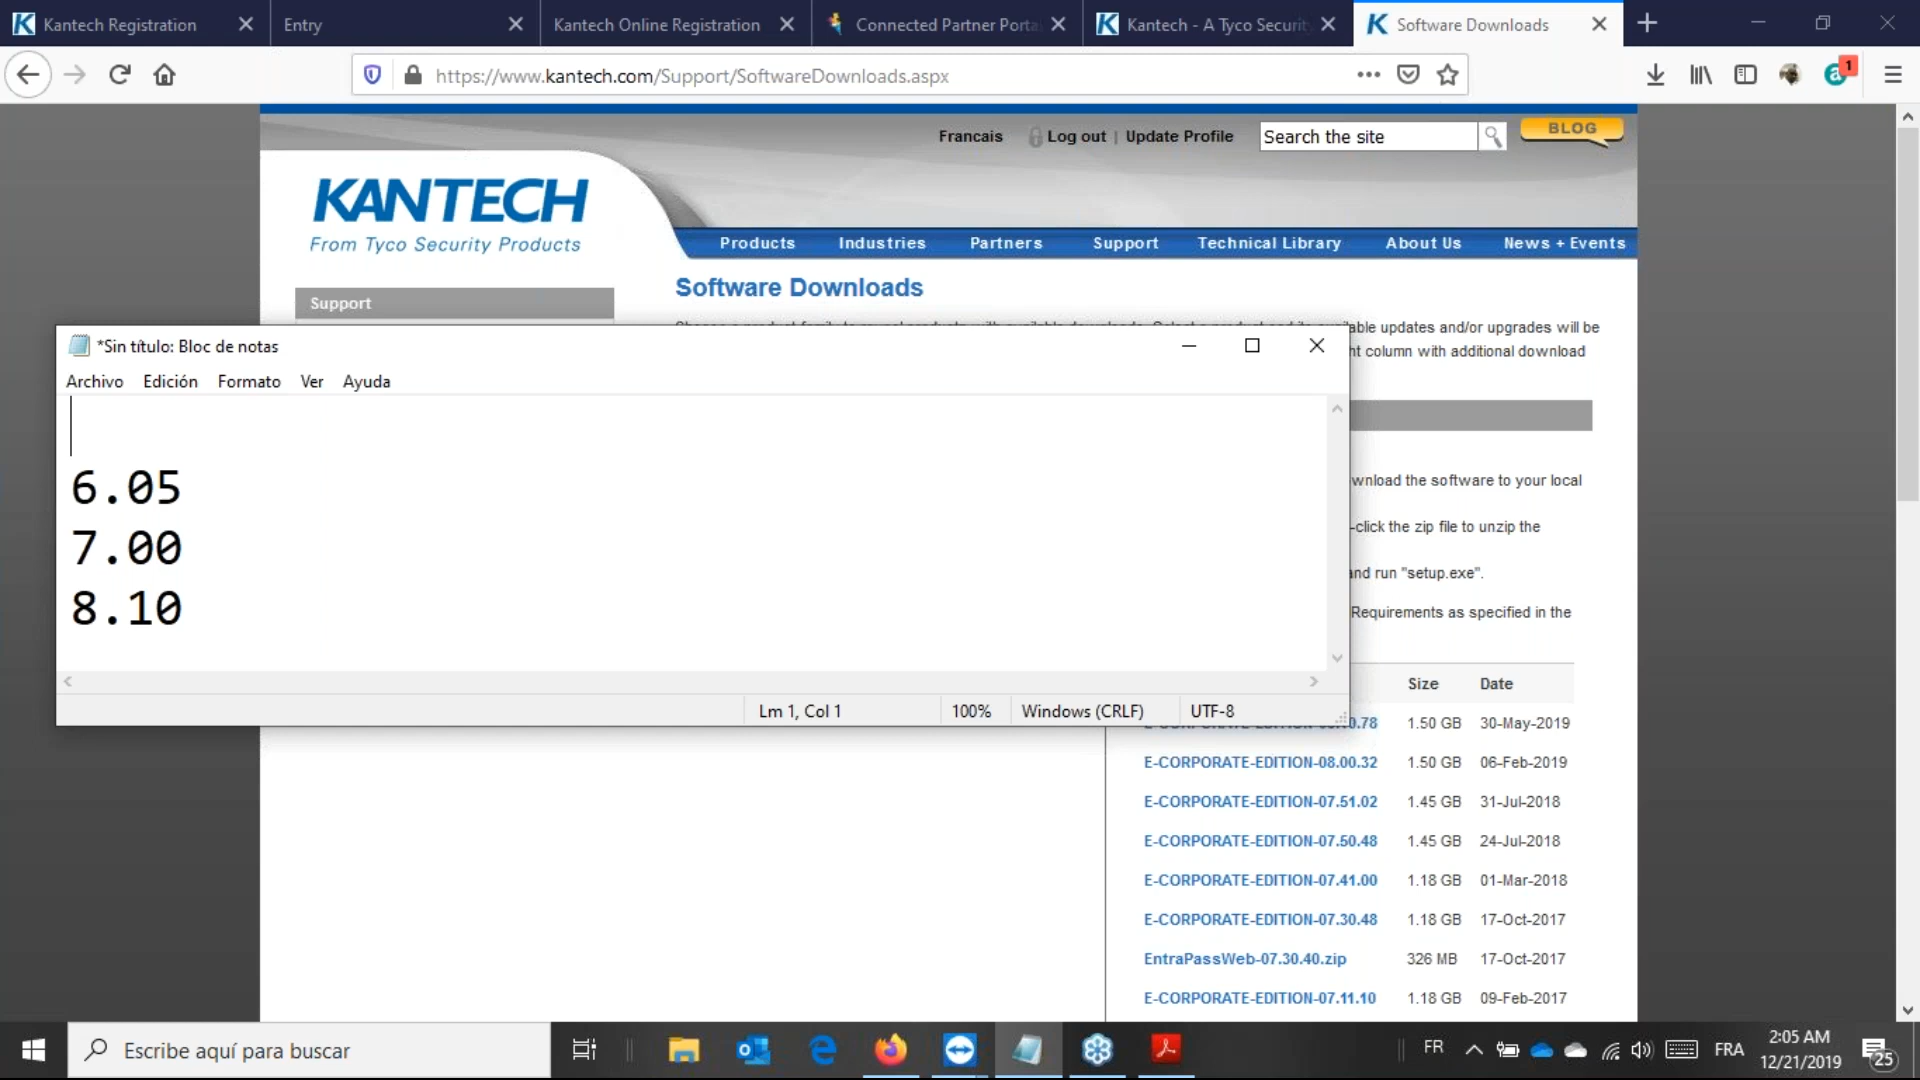 Kantech Registration
Entry
Kantech Online Registration
Connected Partner Porta
Kantech - A Tyco Securit
Software Downloads
https://www.kantech.com/Support/SoftwareDownloads.aspx
1
Francais
Log out | Update Profile
Search the site
BLOG
KANTECH
From Tyco Security Products
Products
Industries
Partners
Support
Technical Library
About Us
News + Events
Support
Software Downloads
able updates and/or upgrades will be
ht column with additional download
wnload the software to your local
-click the zip file to unzip the
and run "setup.exe".
Requirements as specified in the
*Sin título: Bloc de notas
Archivo Edición Formato Ver Ayuda
6.05
7.00
8.10
Lm 1, Col 1
100%
Windows (CRLF)
UTF-8
Size Date
0.78 1.50 GB 30-May-2019
E-CORPORATE-EDITION-08.00.32 1.50 GB 06-Feb-2019
E-CORPORATE-EDITION-07.51.02 1.45 GB 31-Jul-2018
E-CORPORATE-EDITION-07.50.48 1.45 GB 24-Jul-2018
E-CORPORATE-EDITION-07.41.00 1.18 GB 01-Mar-2018
E-CORPORATE-EDITION-07.30.48 1.18 GB 17-Oct-2017
EntraPassWeb-07.30.40.zip 326 MB 17-Oct-2017
E-CORPORATE-EDITION-07.11.10 1.18 GB 09-Feb-2017
Escribe aquí para buscar
FR
FRA
2:05 AM
12/21/2019
25